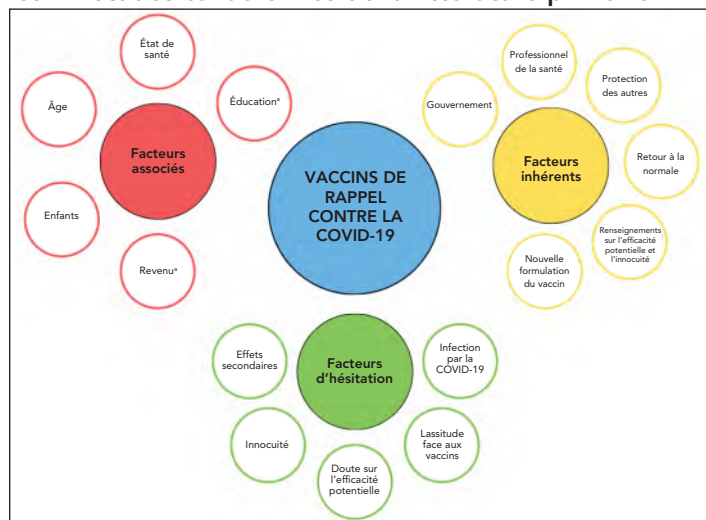 État de
santé
Âge
Éducationᵃ
Facteurs
associés
Enfants
Revenuᵃ
VACCINS DE
RAPPEL
CONTRE LA
COVID-19
Professionnel
de la santé
Gouvernement
Protection
des autres
Facteurs
inhérents
Retour à la
normale
Renseignements
sur l'efficacité
potentielle et
l'innocuité
Nouvelle
formulation
du vaccin
Effets
secondaires
Facteurs
d'hésitation
Infection
par la
COVID-19
Innocuité
Lassitude
face aux
vaccins
Doute sur
l'efficacité
potentielle